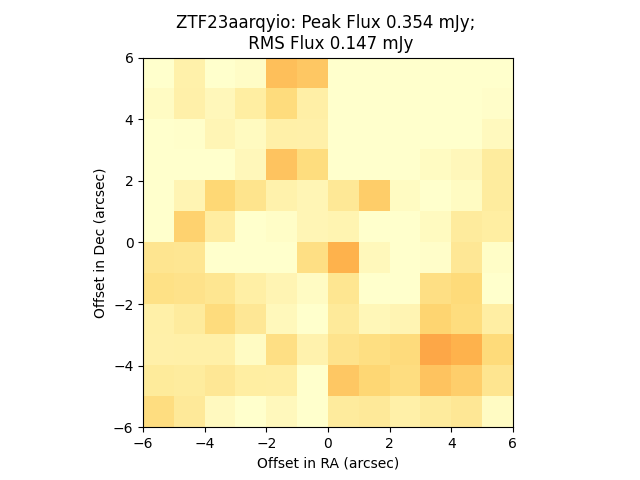 ZTF23aarqyio: Peak Flux 0.354 mJy;
RMS Flux 0.147 mJy
6
4
2
0
−2
−4
−6
Offset in Dec (arcsec)
−6 −4 −2 0 2 4 6
Offset in RA (arcsec)